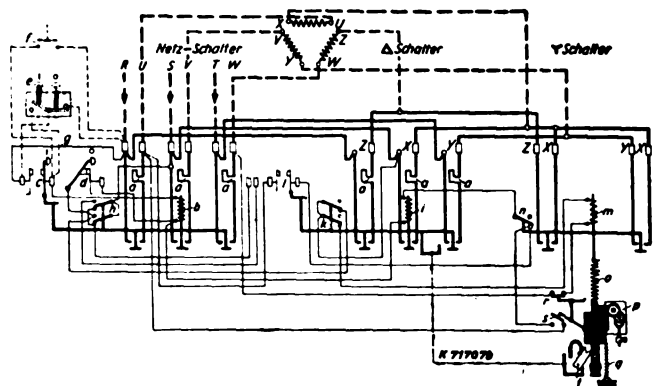 X U
V Z
Y W
Netz-Schalter
△ Schalter
Y Schalter
f
R U S V T W
e
g
Z X Y Z X Y X
c d a a a l a a a
h b k i n m
o
r
p
s
q
t
K 717079